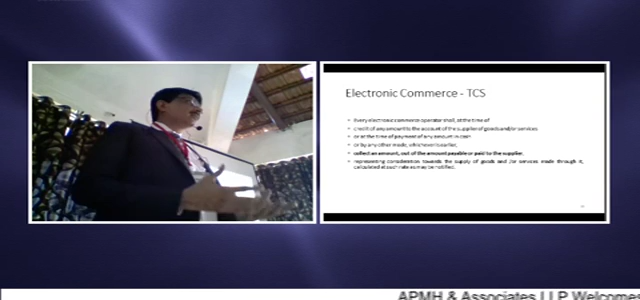 Electronic Commerce - TCS
• Every electronic commerce operator shall, at the time of
• credit of any amount to the account of the supplier of goods and/or services
• or at the time of payment of any amount in cash
• or by any other mode, whichever is earlier,
• collect an amount, out of the amount payable or paid to the supplier,
• representing consideration towards the supply of goods and /or services made through it,
calculated at such rate as may be notified.
APMH & Associates LLP Welcomes